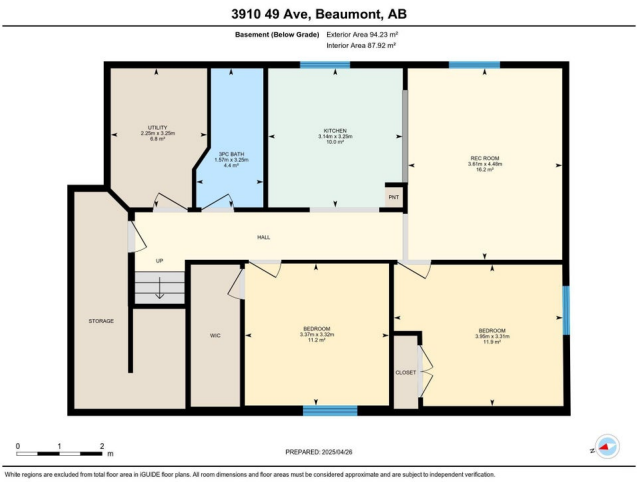 3910 49 Ave, Beaumont, AB
Basement (Below Grade) Exterior Area 94.23 m²
Interior Area 87.92 m²
UTILITY
2.25m x 3.25m
6.8 m²
3PC BATH
1.57m x 3.25m
4.4 m²
KITCHEN
3.14m x 3.25m
10.0 m²
REC ROOM
3.61m x 4.48m
16.2 m²
PNT
HALL
UP
STORAGE
WIC
BEDROOM
3.37m x 3.32m
11.2 m²
BEDROOM
3.95m x 3.31m
11.9 m²
CLOSET
0 1 2
m
PREPARED: 2025/04/26
N
White regions are excluded from total floor area in iGUIDE floor plans. All room dimensions and floor areas must be considered approximate and are subject to independent verification.